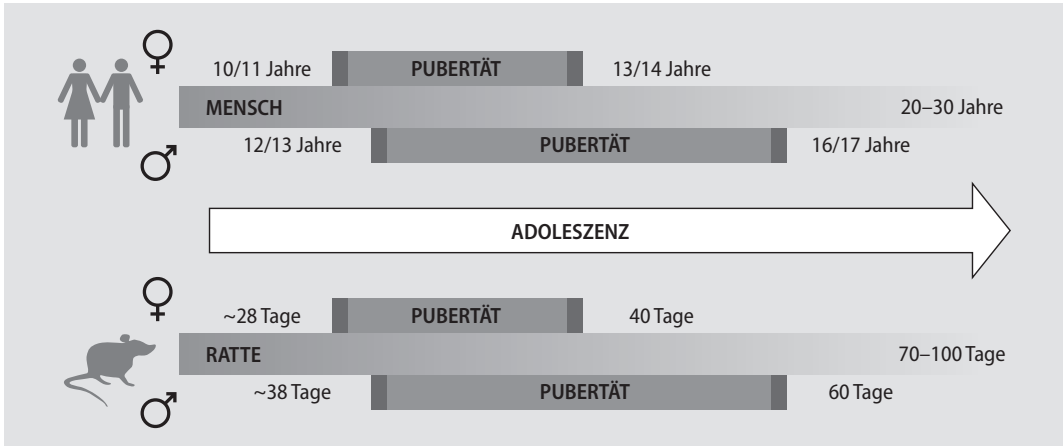 10/11 Jahre PUBERTÄT 13/14 Jahre
MENSCH 20–30 Jahre
12/13 Jahre PUBERTÄT 16/17 Jahre
ADOLESZENZ
~28 Tage PUBERTÄT 40 Tage
RATTE 70–100 Tage
~38 Tage PUBERTÄT 60 Tage